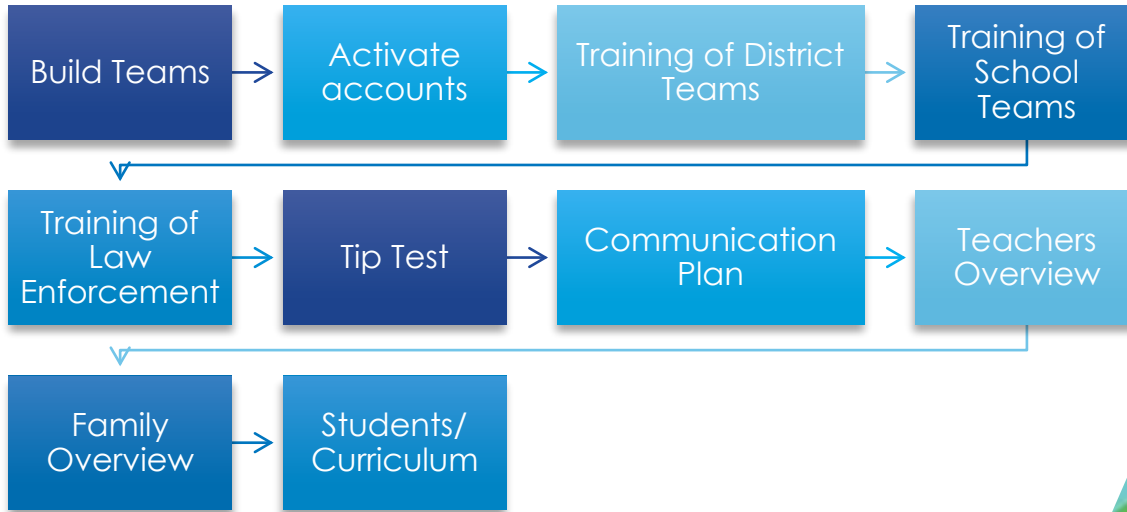 Build Teams
Activate
accounts
Training of District
Teams
Training of
School
Teams
Training of
Law
Enforcement
Tip Test
Communication
Plan
Teachers
Overview
Family
Overview
Students/
Curriculum